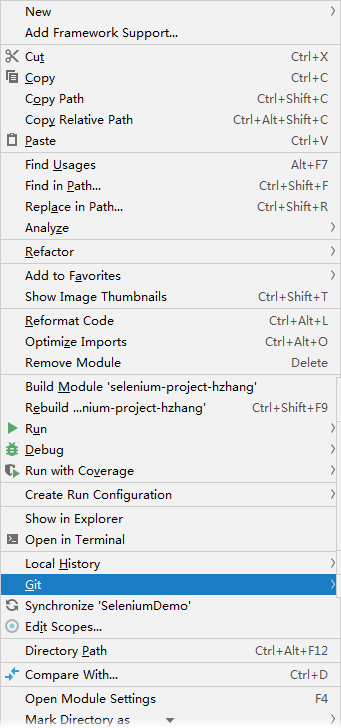 New
Add Framework Support...
Cut Ctrl+X
Copy Ctrl+C
Copy Path Ctrl+Shift+C
Copy Relative Path Ctrl+Alt+Shift+C
Paste Ctrl+V
Find Usages Alt+F7
Find in Path... Ctrl+Shift+F
Replace in Path... Ctrl+Shift+R
Analyze
Refactor
Add to Favorites
Show Image Thumbnails Ctrl+Shift+T
Reformat Code Ctrl+Alt+L
Optimize Imports Ctrl+Alt+O
Remove Module Delete
Build Module 'selenium-project-hzhang'
Rebuild ...nium-project-hzhang' Ctrl+Shift+F9
Run
Debug
Run with Coverage
Create Run Configuration
Show in Explorer
Open in Terminal
Local History
Git
Synchronize 'SeleniumDemo'
Edit Scopes...
Directory Path Ctrl+Alt+F12
Compare With... Ctrl+D
Open Module Settings F4
Mark Directory as